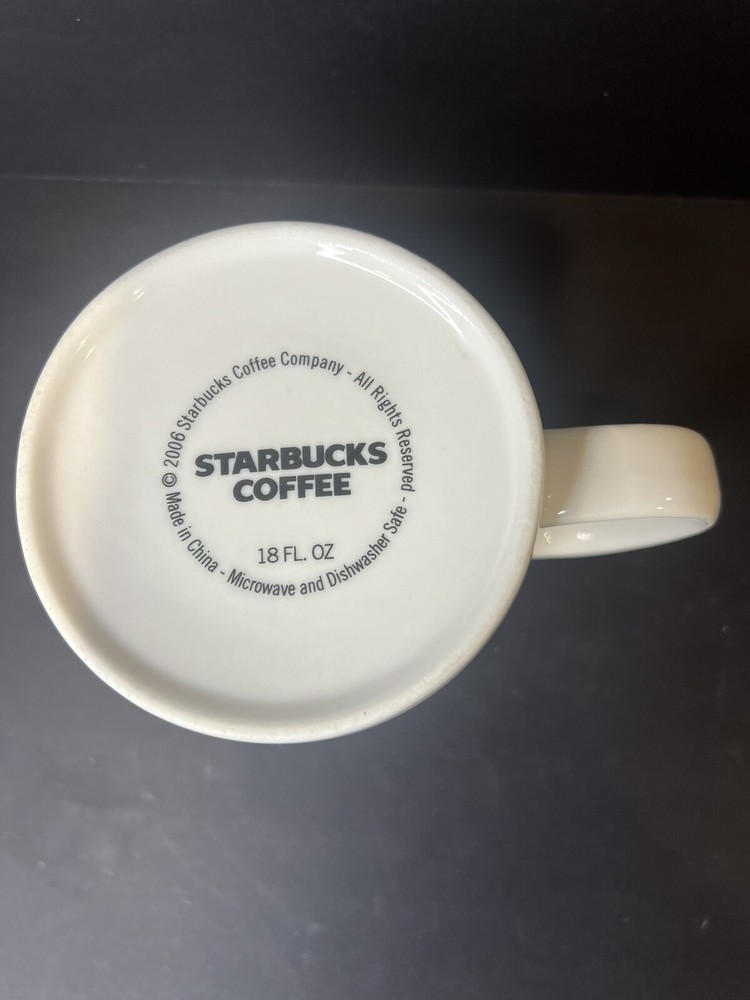 © 2006 Starbucks Coffee Company - All Rights Reserved -
STARBUCKS
COFFEE
18 FL. OZ
Made in China - Microwave and Dishwasher Safe -